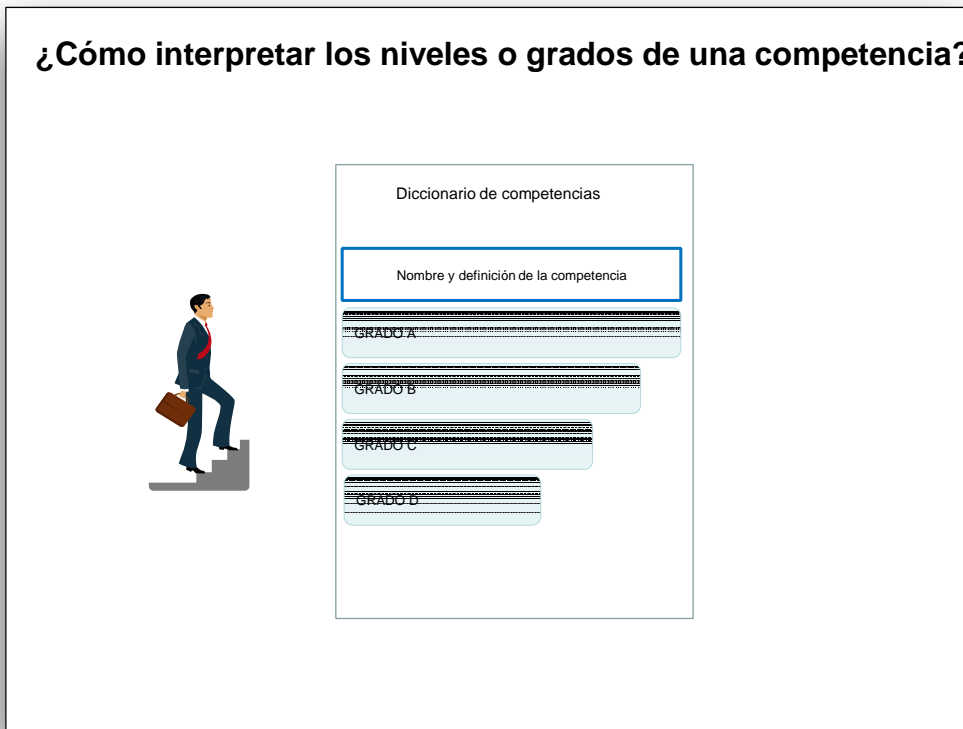 ¿Cómo interpretar los niveles o grados de una competencia?
Diccionario de competencias
Nombre y definición de la competencia
GRADO A
GRADO B
GRADO C
GRADO D